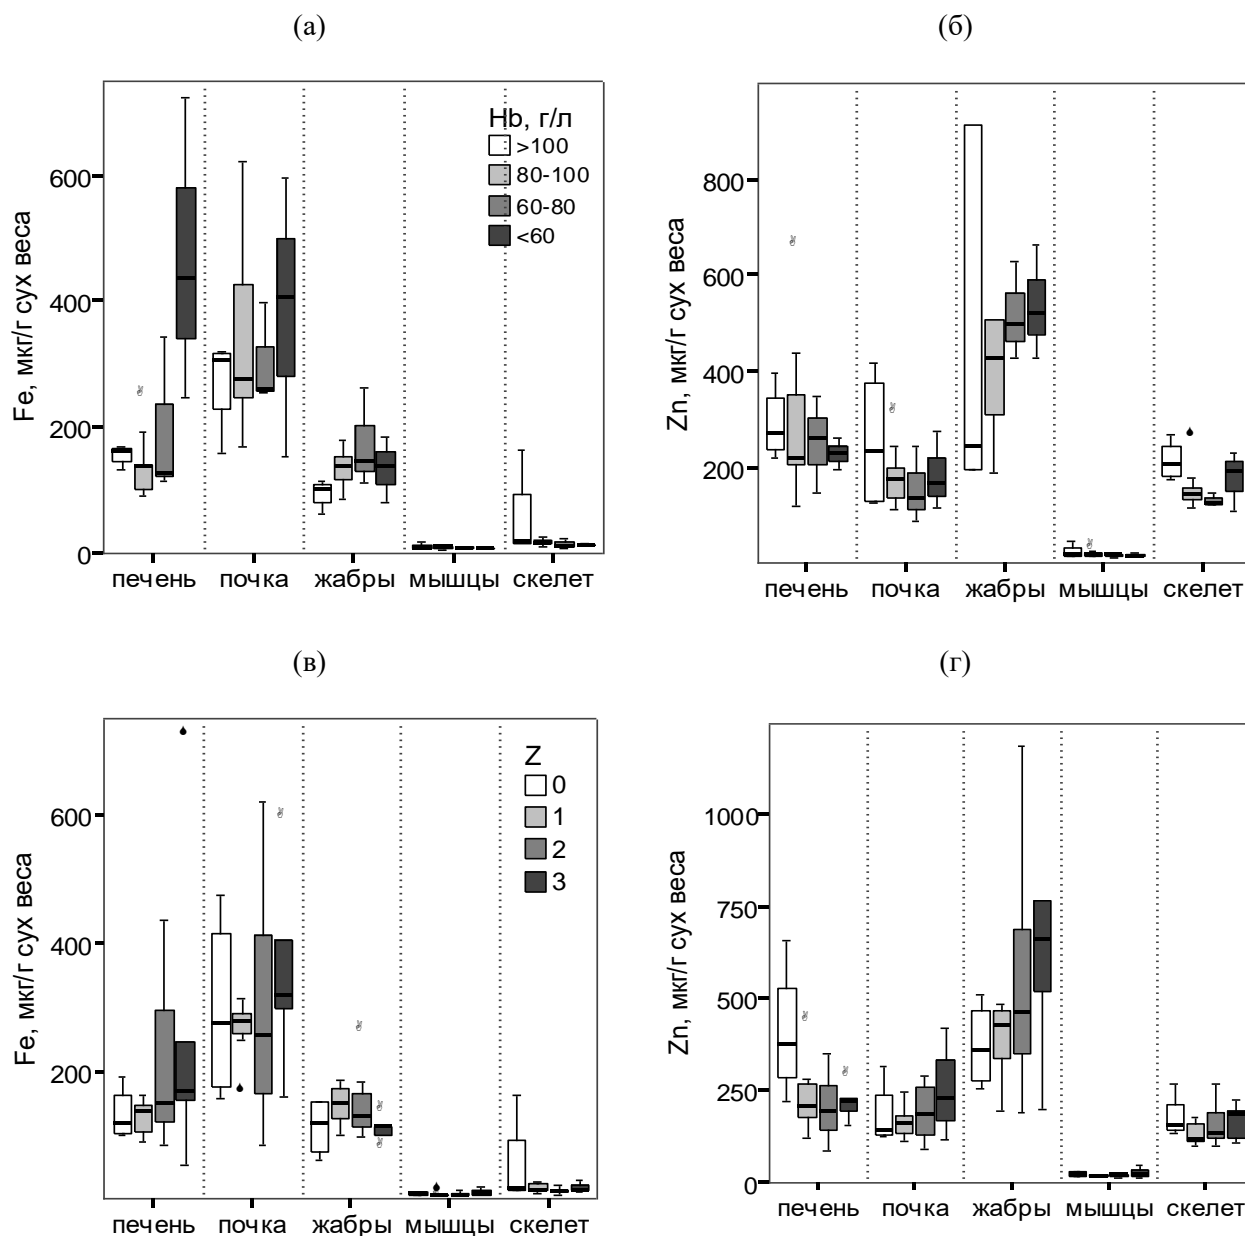 (а)
(б)
Fe, мкг/г сух веса
600
400
200
0
Hb, г/л
>100
80-100
60-80
<60
печень почка жабры мышцы скелет
Zn, мкг/г сух веса
800
600
400
200
печень почка жабры мышцы скелет
(в)
(г)
Fe, мкг/г сух веса
600
400
200
Z
0
1
2
3
печень почка жабры мышцы скелет
Zn, мкг/г сух веса
1000
750
500
250
0
печень почка жабры мышцы скелет